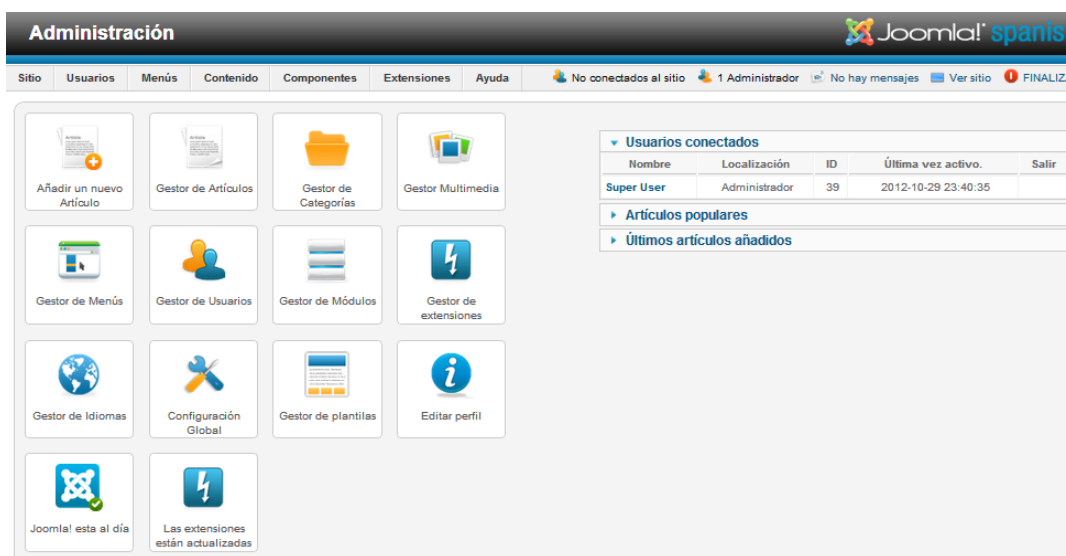 Administración
Joomla! spanis
Sitio Usuarios Menús Contenido Componentes Extensiones Ayuda No conectados al sitio 1 Administrador No hay mensajes Ver sitio FINALIZ
Añadir un nuevo
Artículo
Gestor de Artículos
Gestor de
Categorías
Gestor Multimedia
Gestor de Menús
Gestor de Usuarios
Gestor de Módulos
Gestor de
extensiones
Gestor de Idiomas
Configuración
Global
Gestor de plantilas
Editar perfil
Joomla! esta al día
Las extensiones
están actualizadas
Usuarios conectados
Nombre Localización ID Última vez activo. Salir
Super User Administrador 39 2012-10-29 23:40:35
Artículos populares
Últimos artículos añadidos